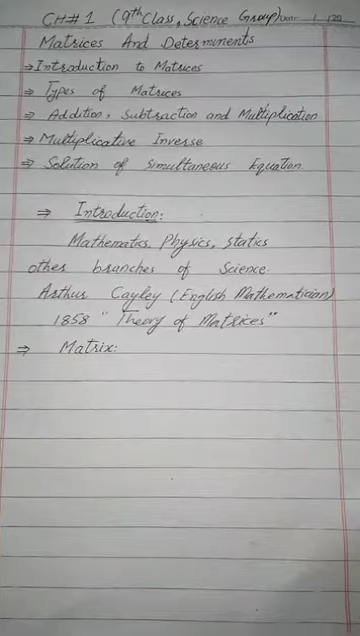 CH# 1 (9th Class, Science Group)
Matrices And Determinents
⇒ Introduction to Matrices
⇒ Types of Matrices
⇒ Addition, Subtraction and Multiplication
⇒ Multiplicative Inverse
⇒ Solution of Simultaneous Equation.
⇒ Introduction:
Mathematics, Physics, statics
other branches of Science.
Arthur Cayley (English Mathematician)
1858 "Theory of Matrices"
⇒ Matrix: